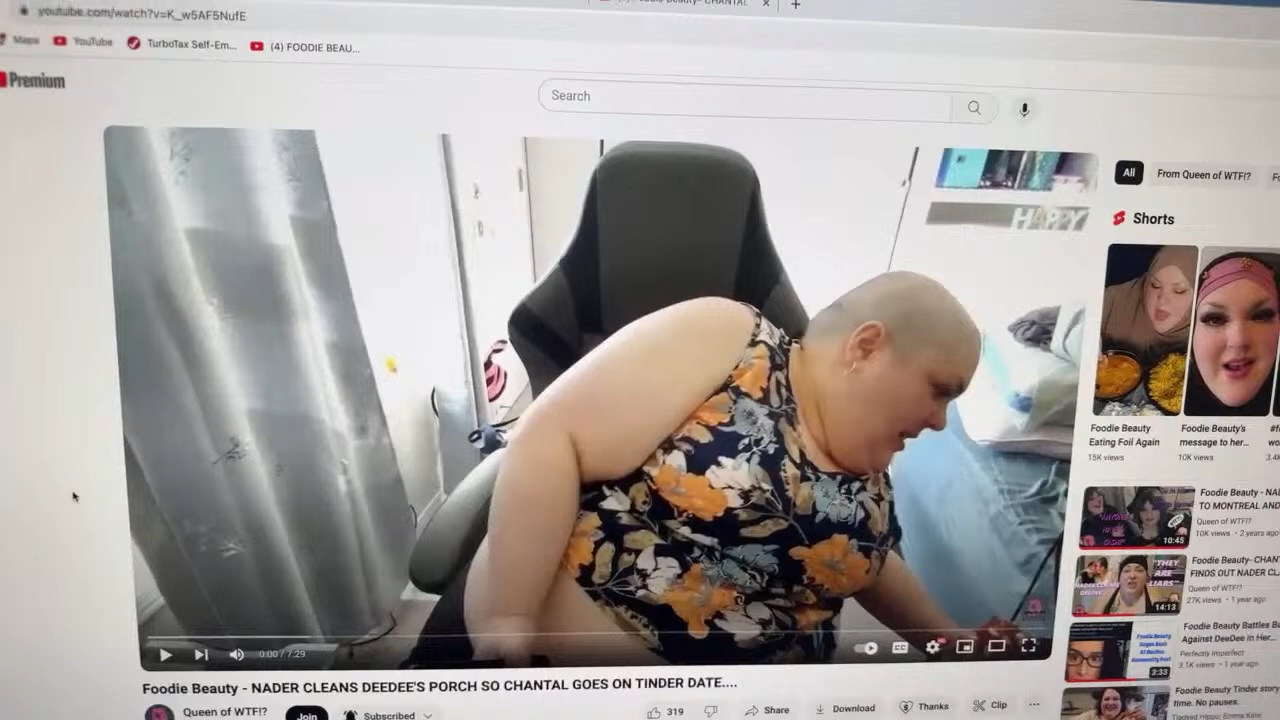 youtube.com/watch?v=K_w5AF5NufE
Maps
YouTube
TurboTax Self-Em...
(4) FOODIE BEAU...
Premium
Search
HAPPY
All
From Queen of WTF!?
Shorts
Foodie Beauty
Eating Foil Again
15K views
Foodie Beauty's
message to her...
10K views
3.4K
Foodie Beauty - NA
TO MONTREAL AND
Queen of WTF!?
10K views • 2 years ago
10:45
Foodie Beauty- CHAN
FINDS OUT NADER CL
Queen of WTF!?
27K views • 1 year ago
"THEY
ARE
LIARS"
14:13
Foodie Beauty Battles Ba
Against DeeDee in Her...
Perfectly Imperfect
3.1K views • 1 year ago
3:33
Foodie Beauty Tinder story
time. No pauses.
0:00 / 7:29
CC
Foodie Beauty - NADER CLEANS DEEDEE'S PORCH SO CHANTAL GOES ON TINDER DATE....
Queen of WTF!?
Join
Subscribed
319
Share
Download
Thanks
Clip